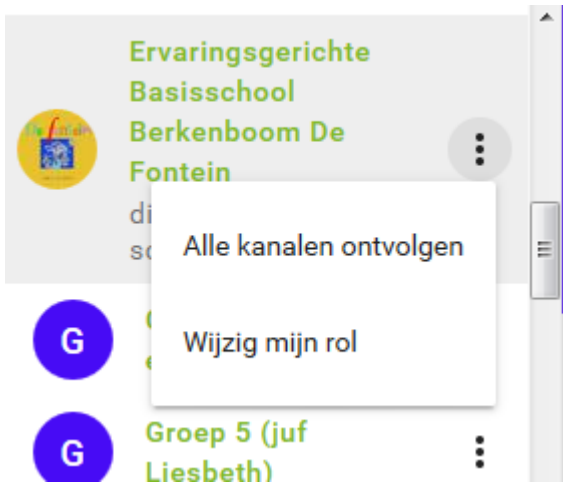 Ervaringsgerichte
Basisschool
Berkenboom De
Fontein
Alle kanalen ontvolgen
G
Wijzig mijn rol
G
Groep 5 (juf
Liesbeth)